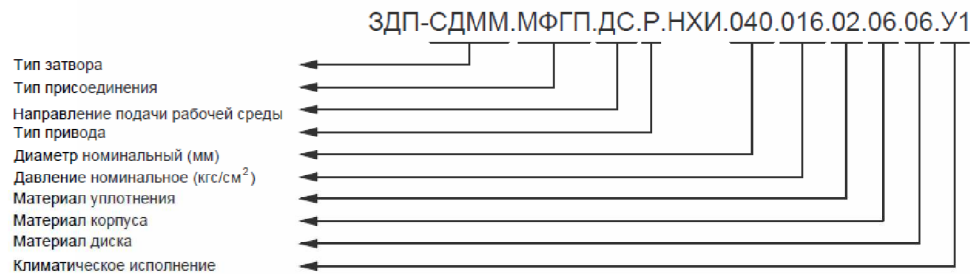 ЗДП-СДММ.МФГП.ДС.Р.НХИ.040.016.02.06.06.У1
Тип затвора
Тип присоединения
Направление подачи рабочей среды
Тип привода
Диаметр номинальный (мм)
Давление номинальное (кгс/см²)
Материал уплотнения
Материал корпуса
Материал диска
Климатическое исполнение